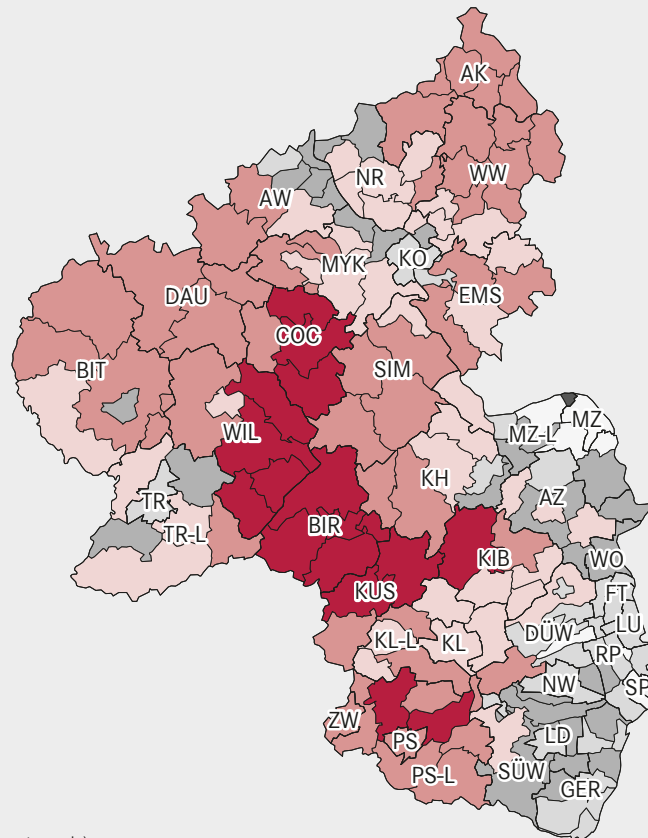 AK
NR
WW
AW
KO
MYK
DAU
EMS
COC
BIT
SIM
MZ
WIL
MZ-L
KH
AZ
TR
BIR
TR-L
KIB
WO
KUS
FT
LU
DÜW
KL-L
KL
RP
NW
SP
ZW
LD
PS
SÜW
PS-L
GER